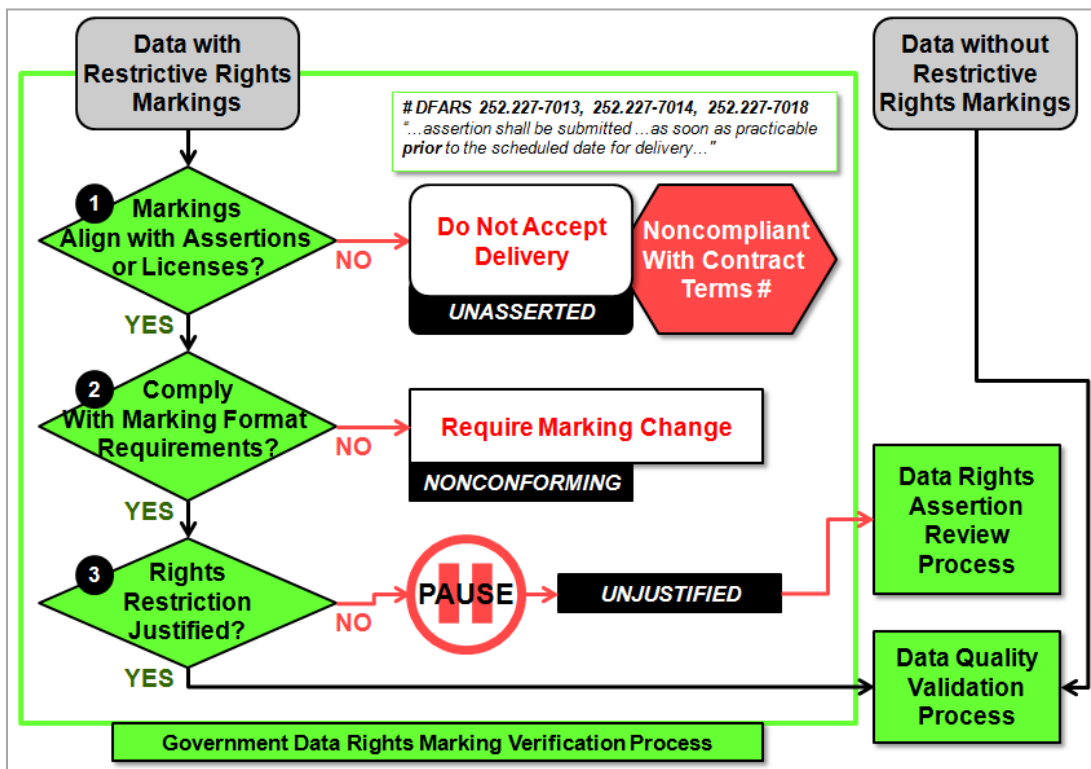 Data with
Restrictive Rights
Markings
Data without
Restrictive
Rights Markings
# DFARS 252.227-7013, 252.227-7014, 252.227-7018
“…assertion shall be submitted …as soon as practicable
prior to the scheduled date for delivery…"
1
Markings
Align with Assertions
or Licenses?
NO
Do Not Accept
Delivery
UNASSERTED
Noncompliant
With Contract
Terms #
YES
2
Comply
With Marking Format
Requirements?
NO
Require Marking Change
NONCONFORMING
YES
3
Rights
Restriction
Justified?
NO
PAUSE
UNJUSTIFIED
Data Rights
Assertion
Review
Process
YES
Data Quality
Validation
Process
Government Data Rights Marking Verification Process